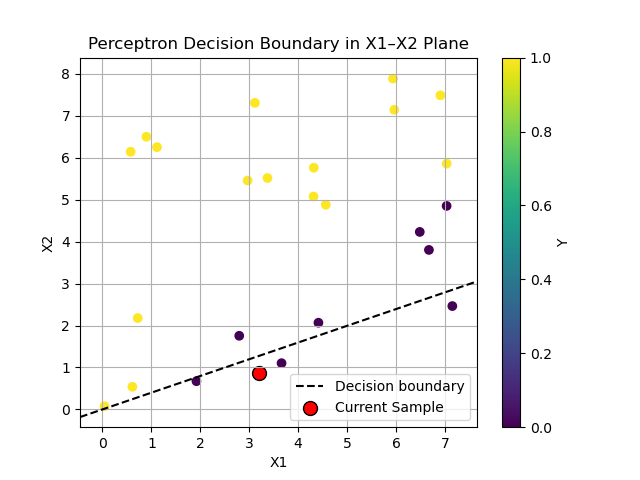 Perceptron Decision Boundary in X1–X2 Plane
8
7
6
5
4
3
2
1
0
X2
0 1 2 3 4 5 6 7
X1
Decision boundary
Current Sample
1.0
0.8
0.6
0.4
0.2
0.0
Y